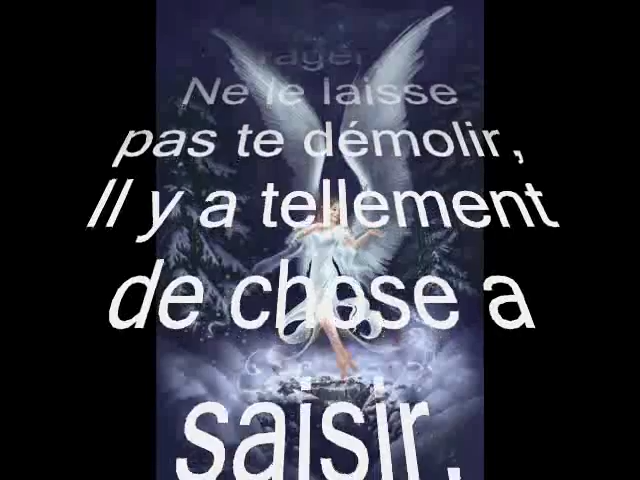 Ne le laisse
pas te démolir,
Il y a tellement
de chose a
saisir.